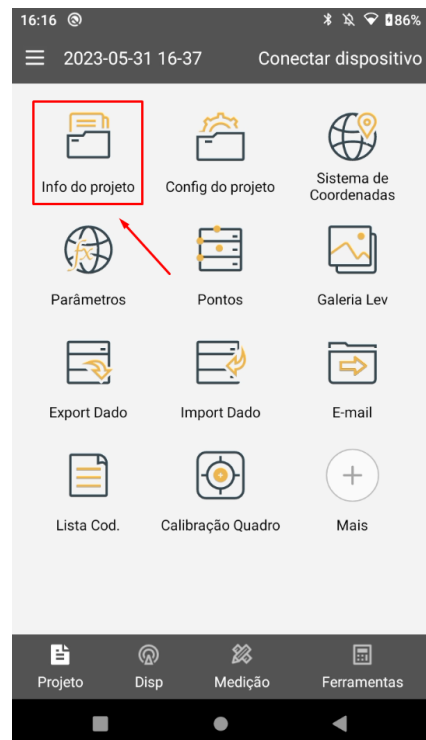 16:16 86%
2023-05-31 16-37 Conectar dispositivo
Info do projeto Config do projeto Sistema de
Coordenadas
Parâmetros Pontos Galeria Lev
Export Dado Import Dado E-mail
Lista Cod. Calibração Quadro Mais
Projeto Disp Medição Ferramentas